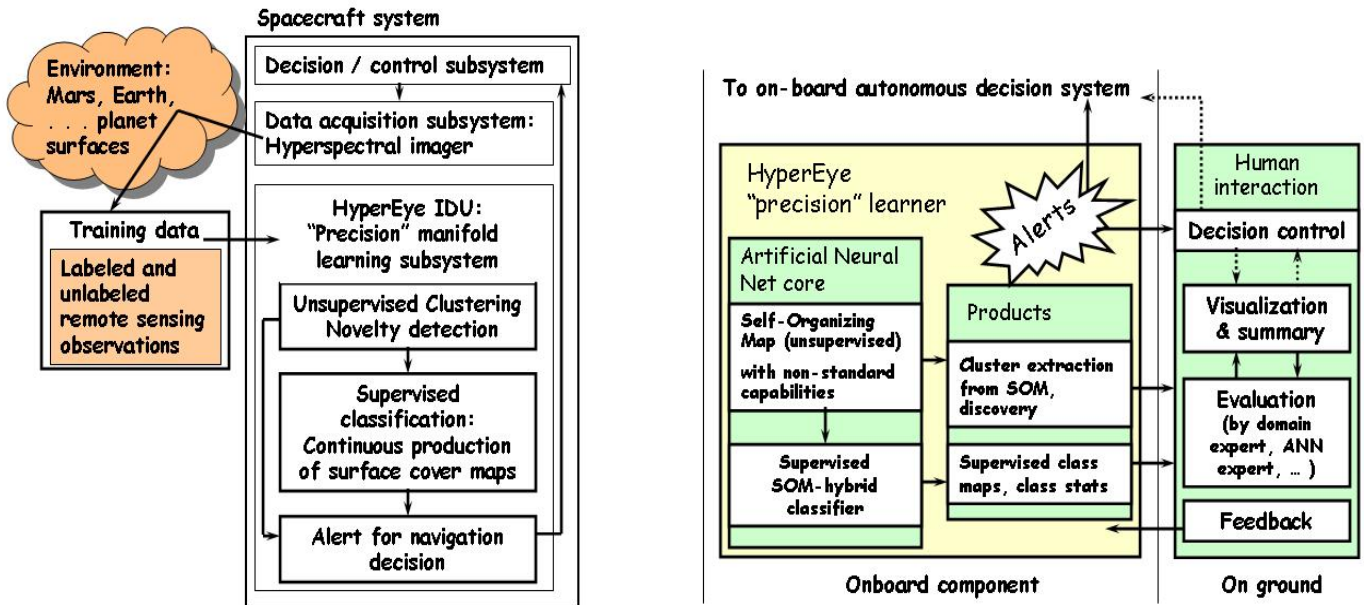 Spacecraft system
Environment:
Mars, Earth,
. . . planet
surfaces
Decision / control subsystem
Data acquisition subsystem:
Hyperspectral imager
Training data
Labeled and
unlabeled
remote sensing
observations
HyperEye IDU:
“Precision” manifold
learning subsystem
Unsupervised Clustering
Novelty detection
Supervised
classification:
Continuous production
of surface cover maps
Alert for navigation
decision
To on-board autonomous decision system
HyperEye
“precision” learner
Alerts
Artificial Neural
Net core
Self-Organizing
Map (unsupervised)
with non-standard
capabilities
Supervised
SOM-hybrid
classifier
Products
Cluster extraction
from SOM,
discovery
Supervised class
maps, class stats
Onboard component
Human
interaction
Decision control
Visualization
& summary
Evaluation
(by domain
expert, ANN
expert, … )
Feedback
On ground